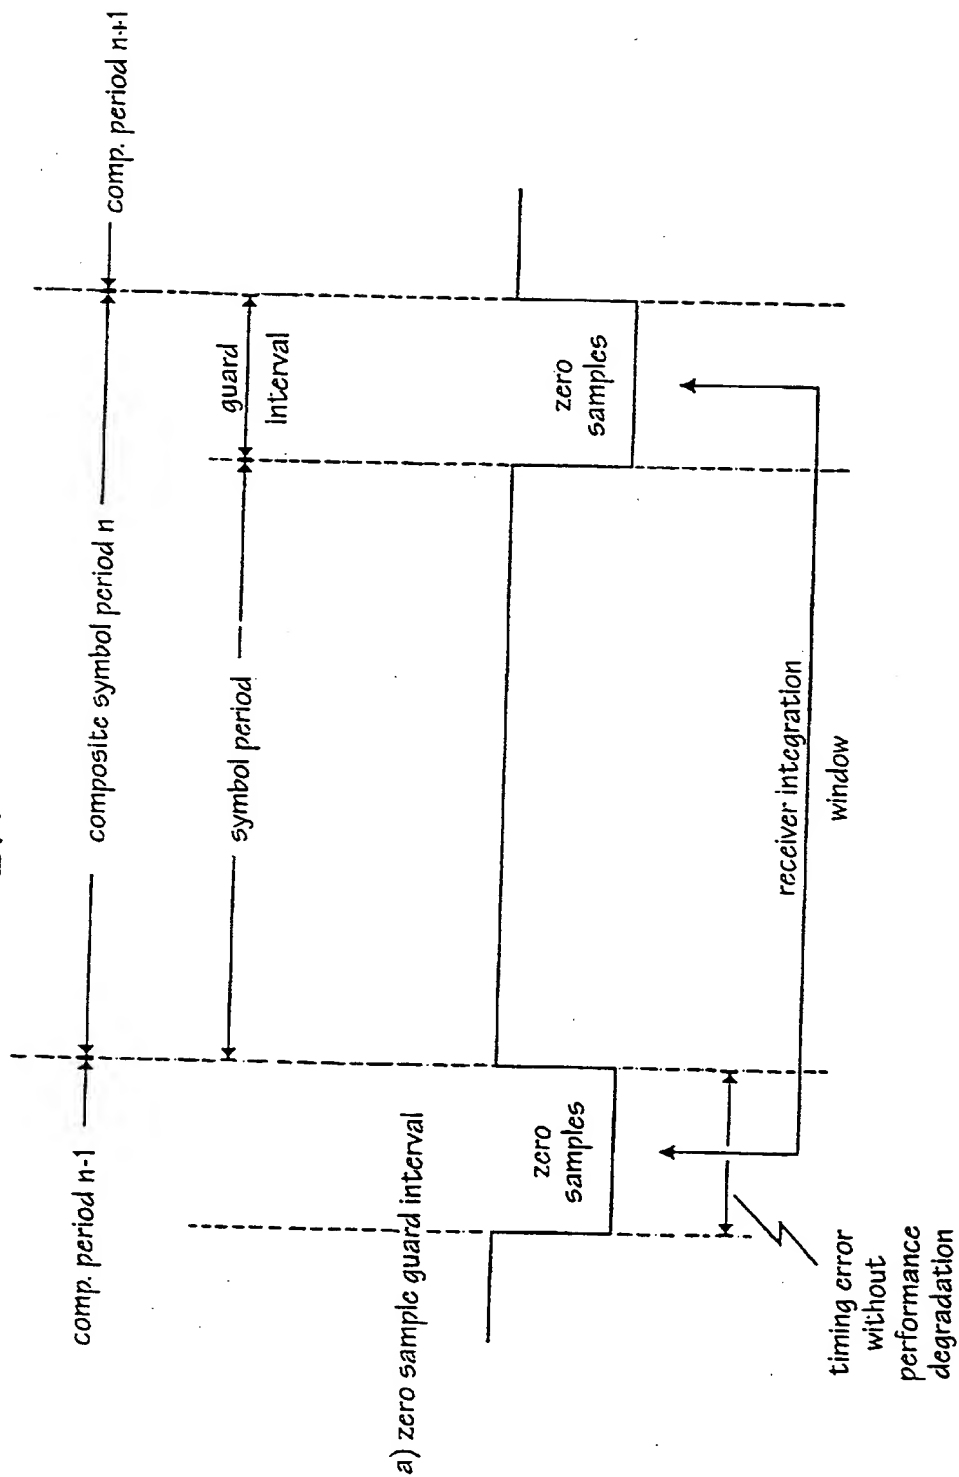 comp. period n-1
composite symbol period n
comp. period n+1
symbol period
guard
interval
a) zero sample guard interval
zero
samples
zero
samples
timing error
without
performance
degradation
receiver integration
window